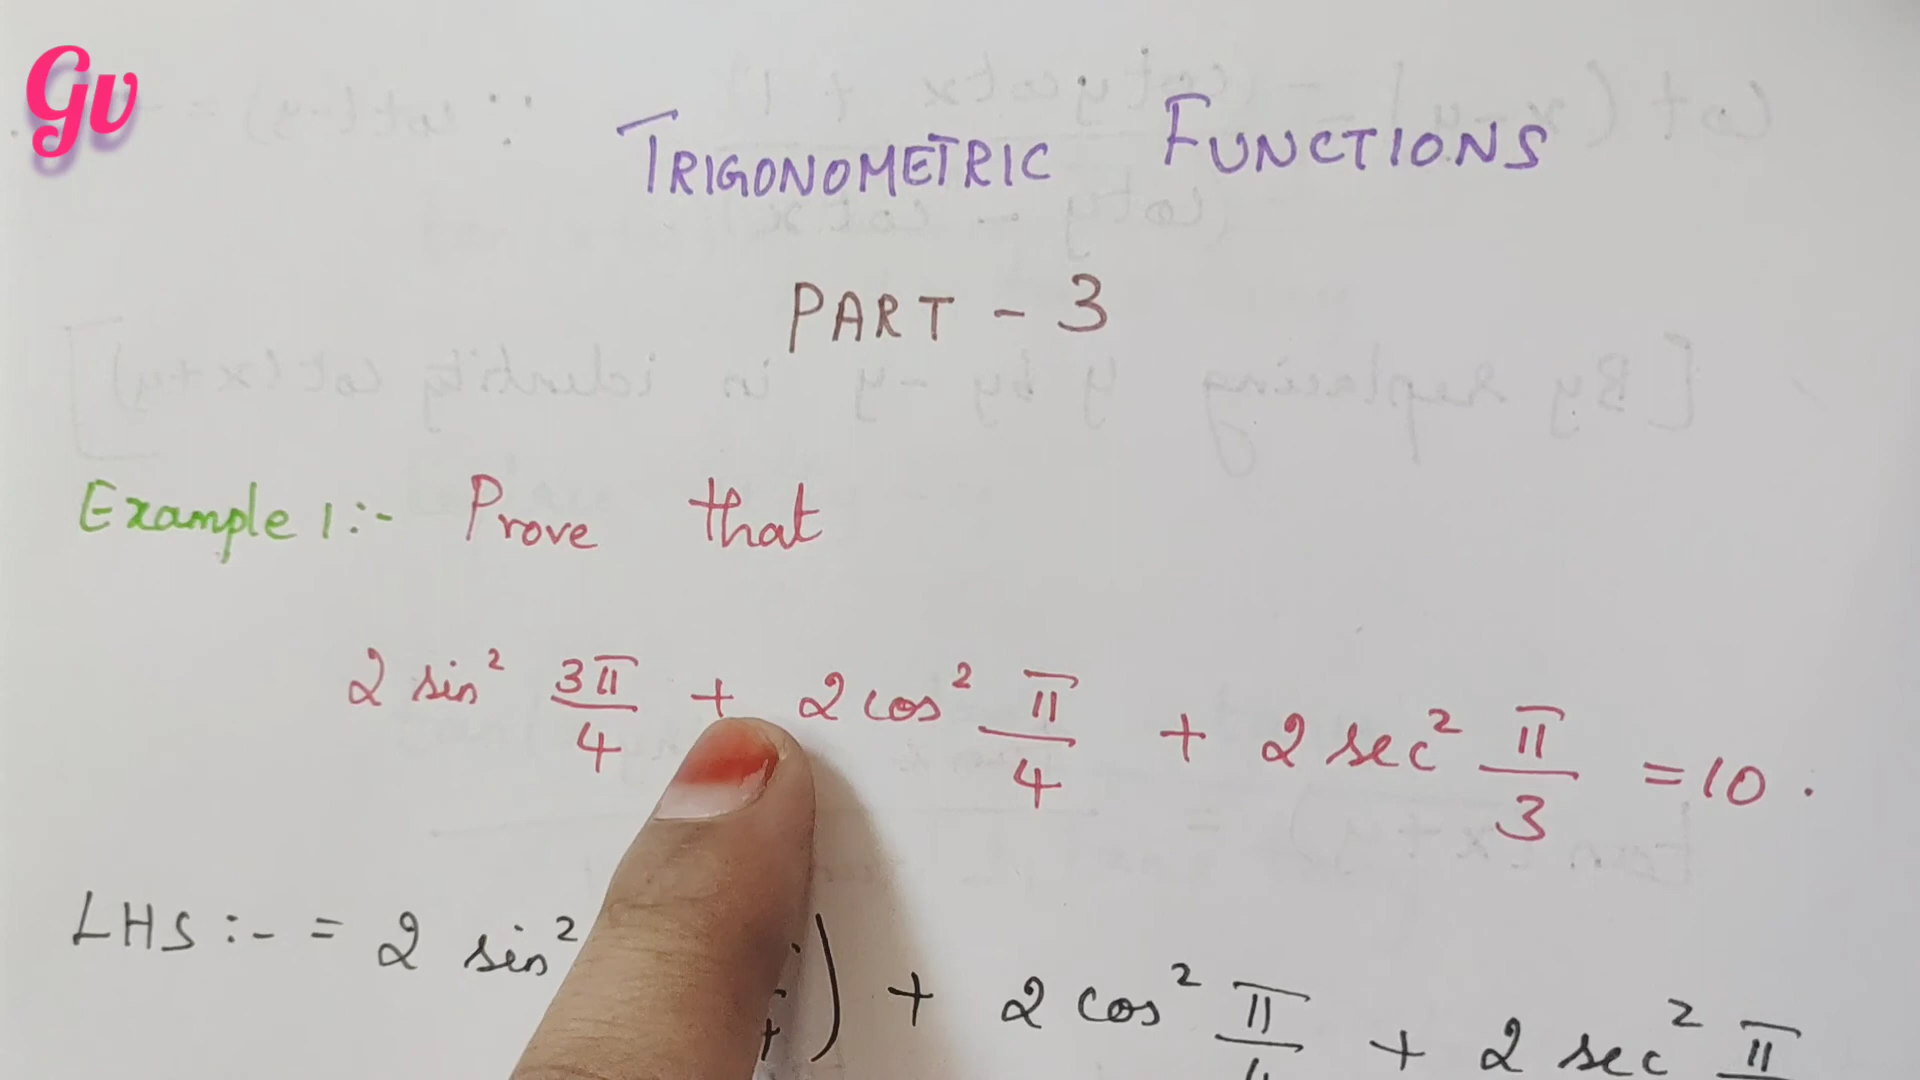 Gv
TRIGONOMETRIC FUNCTIONS
PART - 3
Example 1:- Prove that
2 sin² 3π/4 + 2 cos² π/4 + 2 sec² π/3 = 10.
LHS :- = 2 sin² ) + 2 cos² π/4 + 2 sec² π